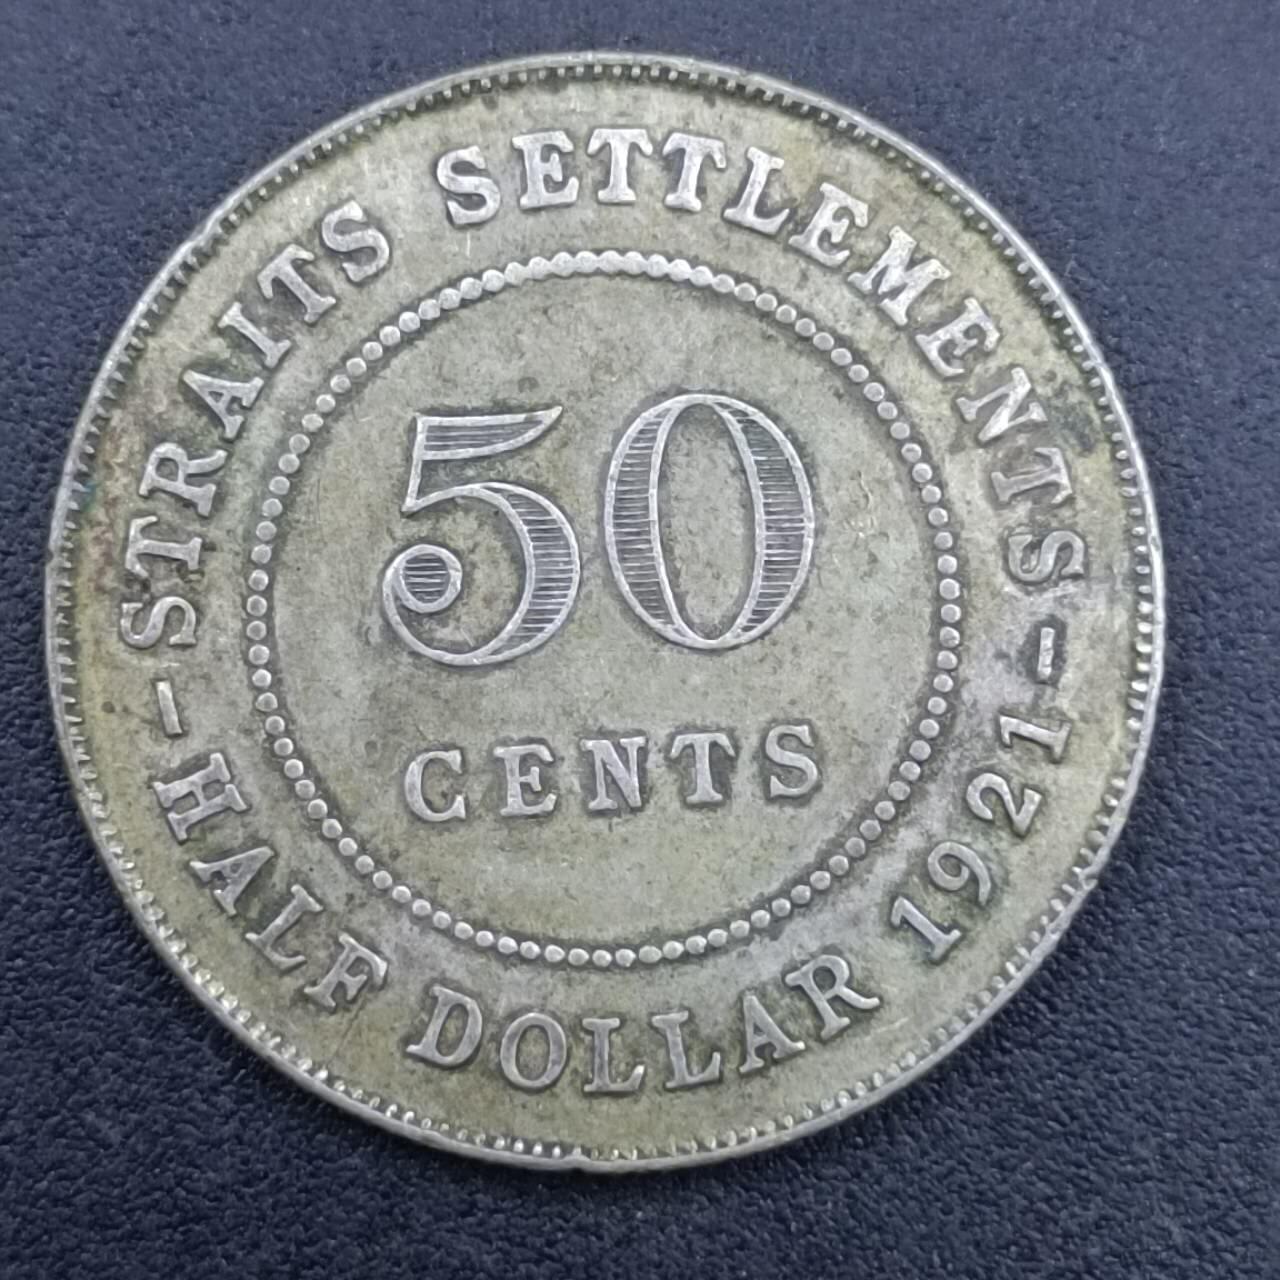 STRAITS SETTLEMENTS
50
CENTS
-HALF DOLLAR 1921-